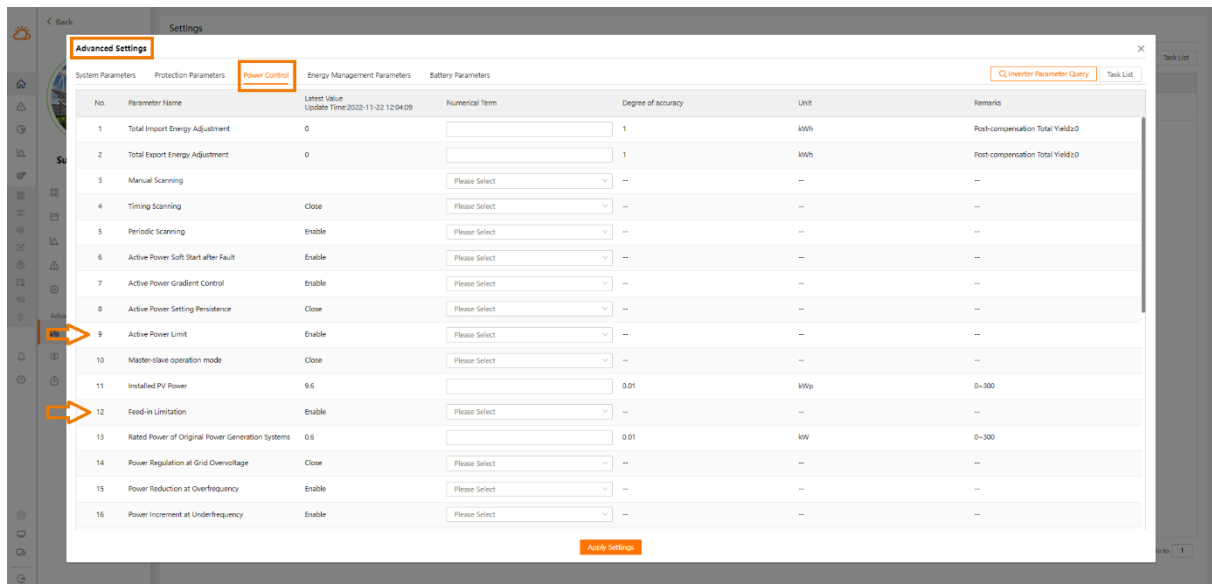 < Back
Settings
Advanced Settings
Task List
System Parameters Protection Parameters Power Control Energy Management Parameters Battery Parameters Inverter Parameter Query Task List
No. Parameter Name Latest Value Numerical Term Degree of accuracy Unit Remarks
Update Time:2022-11-22 12:04:09
1 Total Import Energy Adjustment 0 1 kWh Post-compensation Total Yield≥0
2 Total Export Energy Adjustment 0 1 kWh Post-compensation Total Yield≥0
Su
3 Manual Scanning Please Select -- -- --
4 Timing Scanning Close Please Select -- -- --
5 Periodic Scanning Enable Please Select -- -- --
6 Active Power Soft Start after Fault Enable Please Select -- -- --
7 Active Power Gradient Control Enable Please Select -- -- --
8 Active Power Setting Persistence Close Please Select -- -- --
Adva
9 Active Power Limit Enable Please Select -- -- --
10 Master-slave operation mode Close Please Select -- -- --
11 Installed PV Power 9.6 0.01 kWp 0~300
12 Feed-in Limitation Enable Please Select -- -- --
13 Rated Power of Original Power Generation Systems 0.6 0.01 kW 0~300
14 Power Regulation at Grid Overvoltage Close Please Select -- -- --
15 Power Reduction at Overfrequency Enable Please Select -- -- --
16 Power Increment at Underfrequency Enable Please Select -- -- --
Apply Settings
o to 1